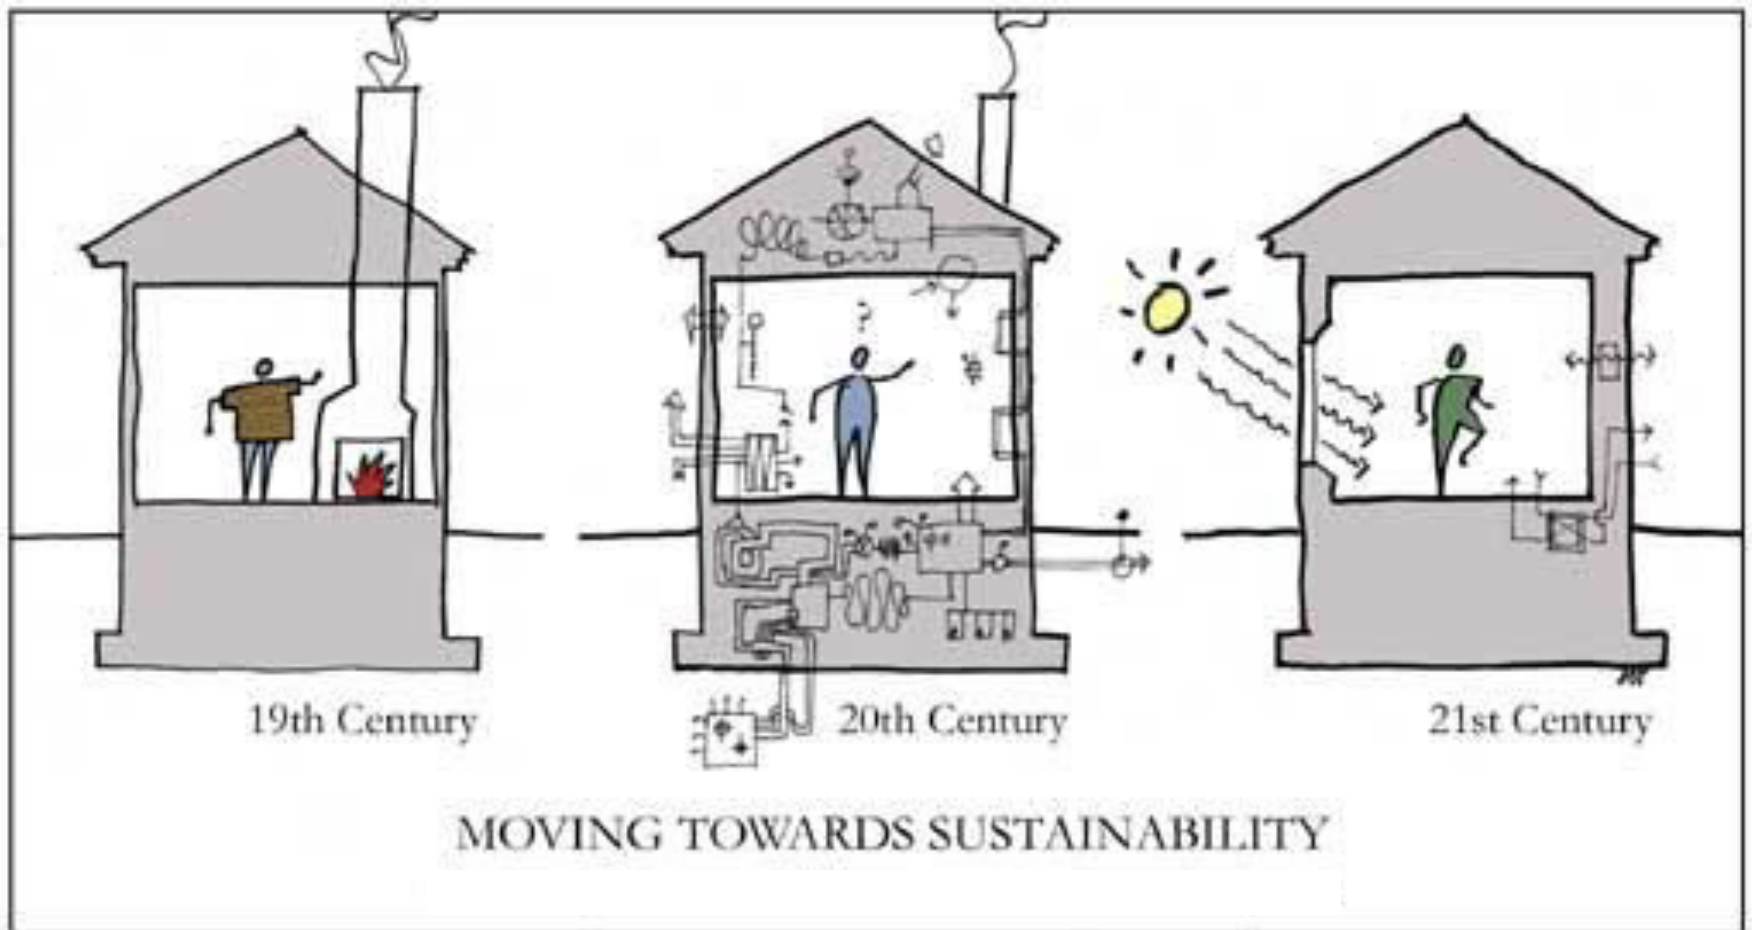 ?
19th Century
20th Century
21st Century
MOVING TOWARDS SUSTAINABILITY